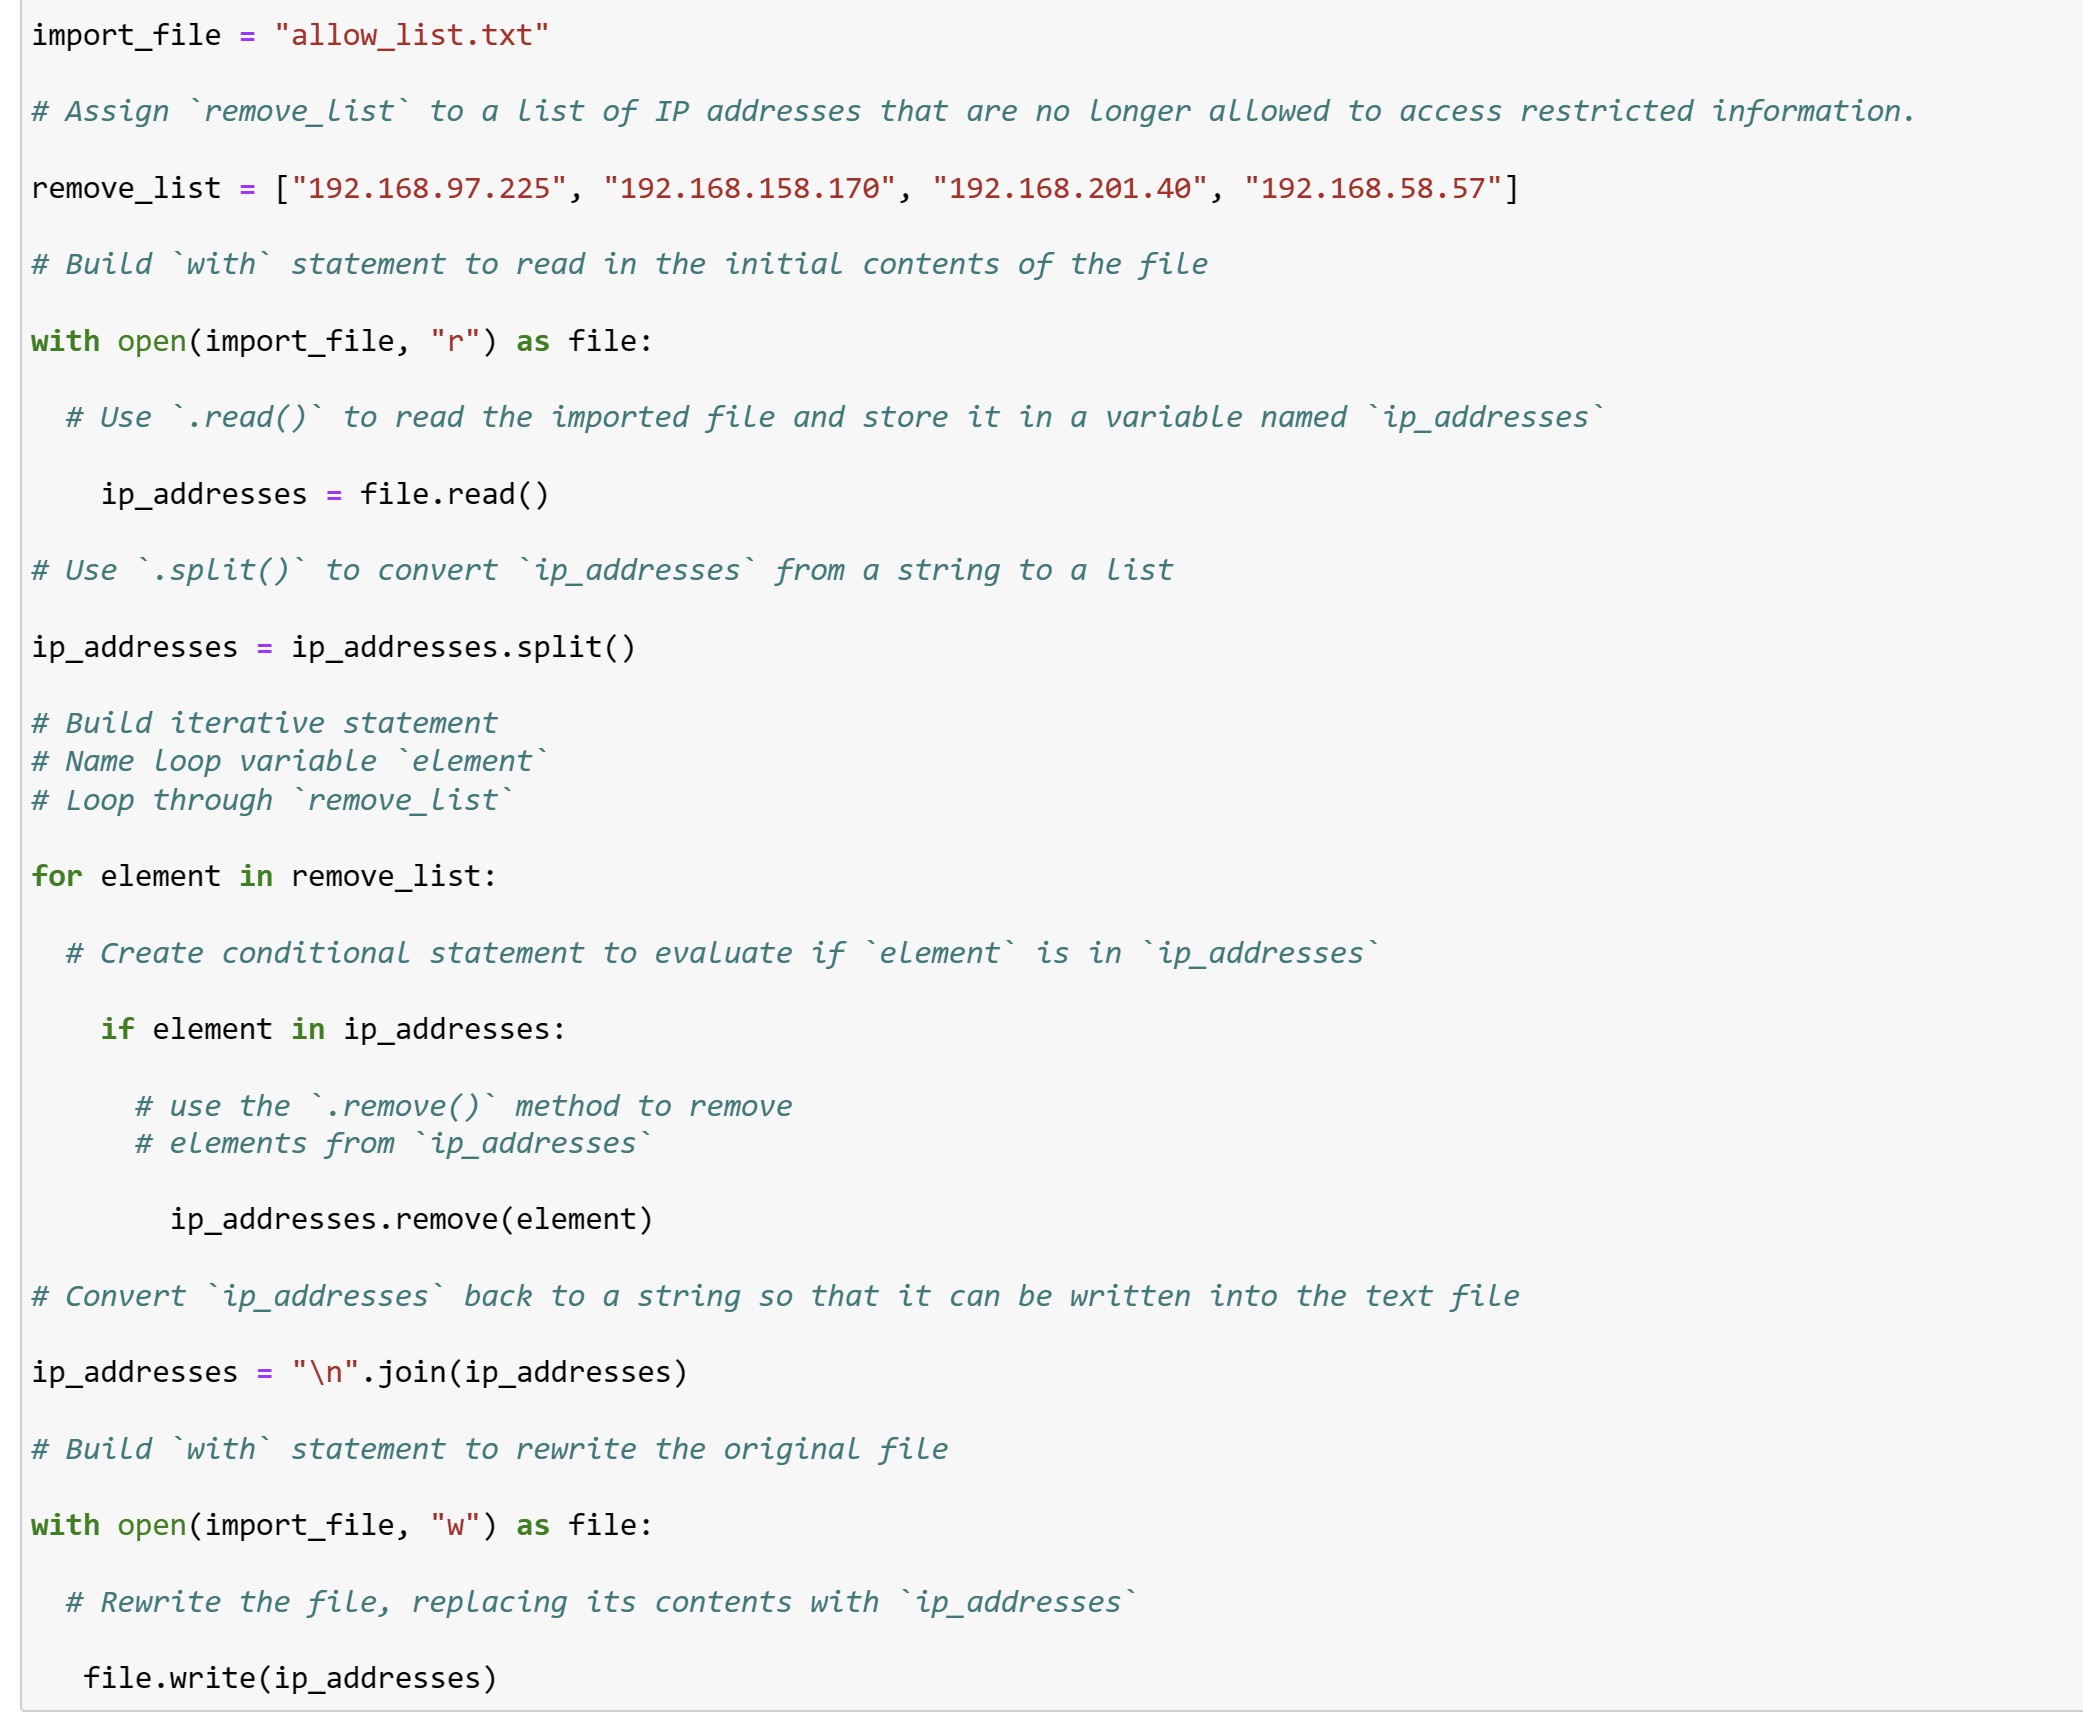 import_file = "allow_list.txt"
# Assign `remove_list` to a list of IP addresses that are no longer allowed to access restricted information.
remove_list = ["192.168.97.225", "192.168.158.170", "192.168.201.40", "192.168.58.57"]
# Build `with` statement to read in the initial contents of the file
with open(import_file, "r") as file:
  # Use `.read()` to read the imported file and store it in a variable named `ip_addresses`
    ip_addresses = file.read()
# Use `.split()` to convert `ip_addresses` from a string to a list
ip_addresses = ip_addresses.split()
# Build iterative statement
# Name loop variable `element`
# Loop through `remove_list`
for element in remove_list:
  # Create conditional statement to evaluate if `element` is in `ip_addresses`
    if element in ip_addresses:
      # use the `.remove()` method to remove
      # elements from `ip_addresses`
        ip_addresses.remove(element)
# Convert `ip_addresses` back to a string so that it can be written into the text file
ip_addresses = "\n".join(ip_addresses)
# Build `with` statement to rewrite the original file
with open(import_file, "w") as file:
  # Rewrite the file, replacing its contents with `ip_addresses`
   file.write(ip_addresses)